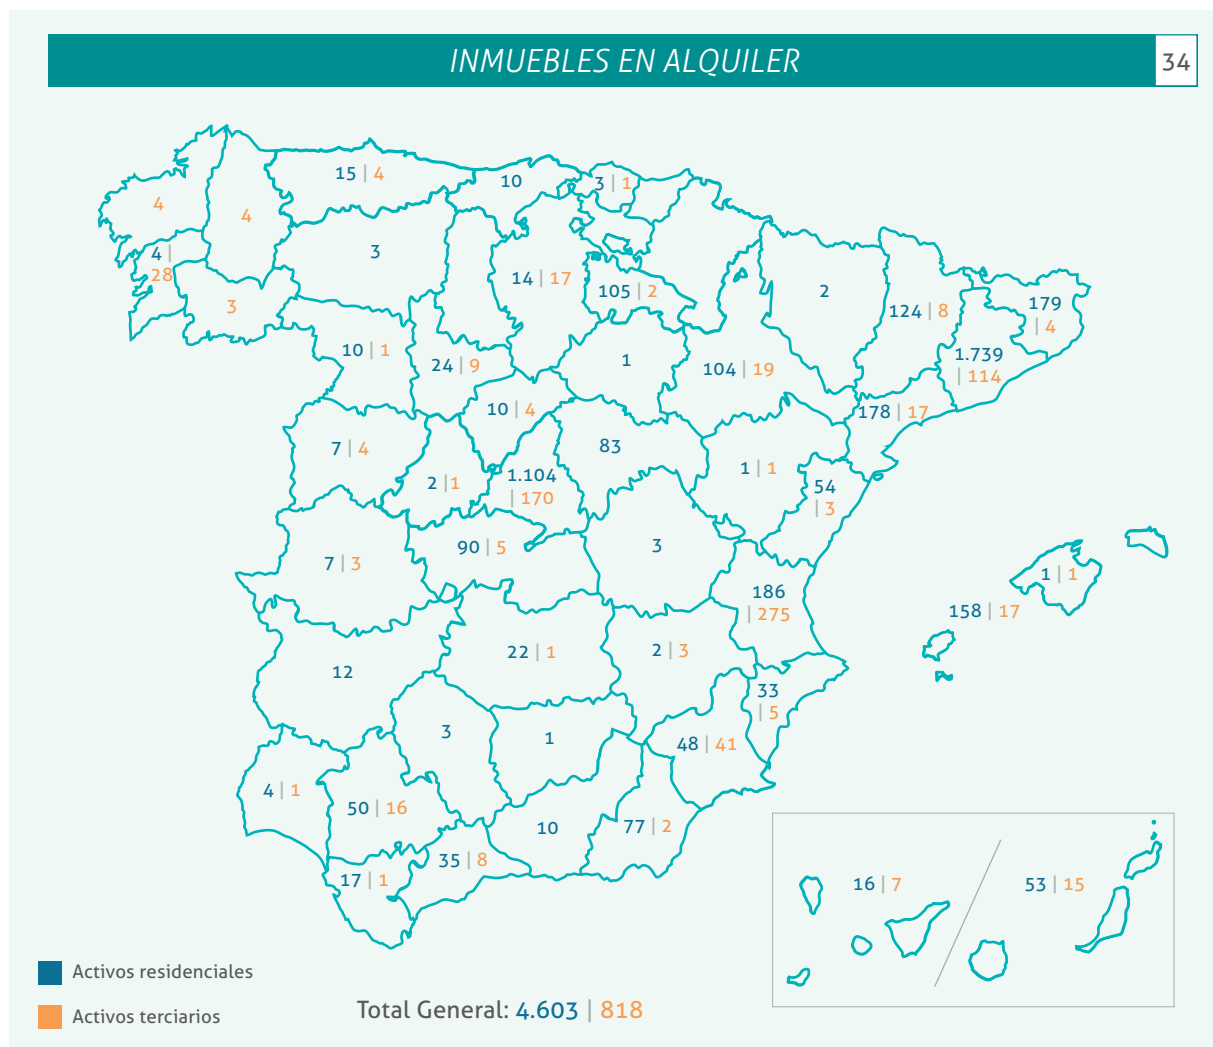 INMUEBLES EN ALQUILER
34
15 | 4
10
3 | 1
4
4
3
4 |
28
14 | 17
105 | 2
2
3
124 | 8
179
| 4
10 | 1
24 | 9
1
104 | 19
1.739
| 114
10 | 4
178 | 17
7 | 4
83
2 | 1
1.104
| 170
1 | 1
54
| 3
90 | 5
3
7 | 3
1 | 1
186
| 275
158 | 17
22 | 1
2 | 3
12
33
| 5
3
1
48 | 41
4 | 1
50 | 16
10
77 | 2
35 | 8
17 | 1
16 | 7
53 | 15
Activos residenciales
Activos terciarios
Total General: 4.603 | 818